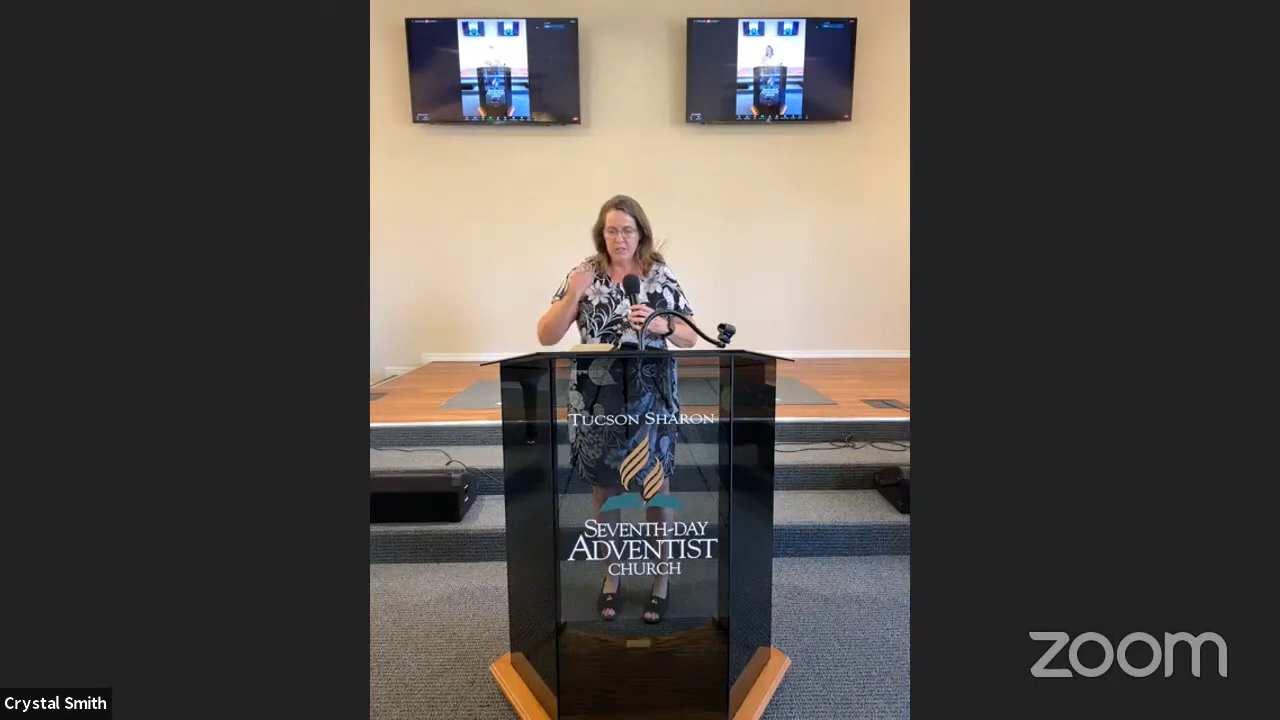 TUCSON SHARON
SEVENTH-DAY
ADVENTIST
CHURCH
zoom
Crystal Smith